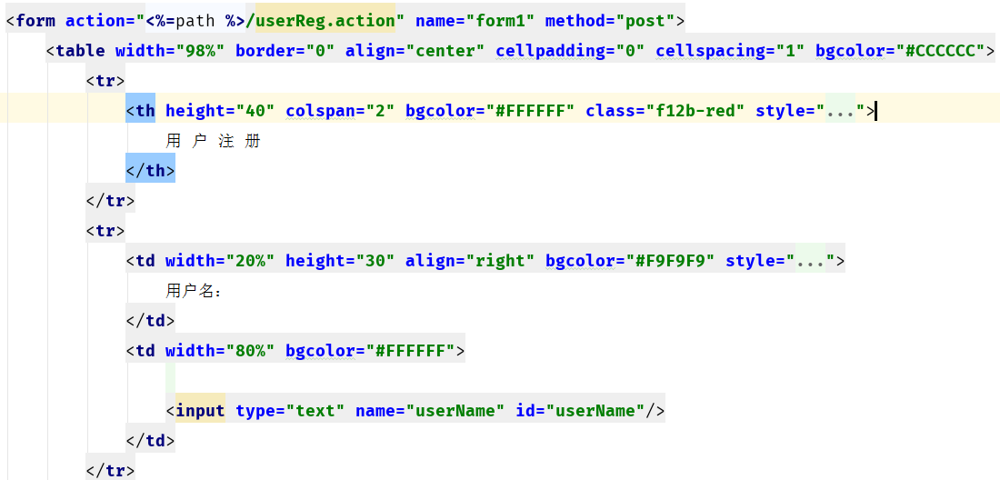 <form action="<%=path %>/userReg.action" name="form1" method="post">
<table width="98%" border="0" align="center" cellpadding="0" cellspacing="1" bgcolor="#CCCCCC">
<tr>
<th height="40" colspan="2" bgcolor="#FFFFFF" class="f12b-red" style="...">
用 户 注 册
</th>
</tr>
<tr>
<td width="20%" height="30" align="right" bgcolor="#F9F9F9" style="...">
用户名：
</td>
<td width="80%" bgcolor="#FFFFFF">
<input type="text" name="userName" id="userName"/>
</td>
</tr>